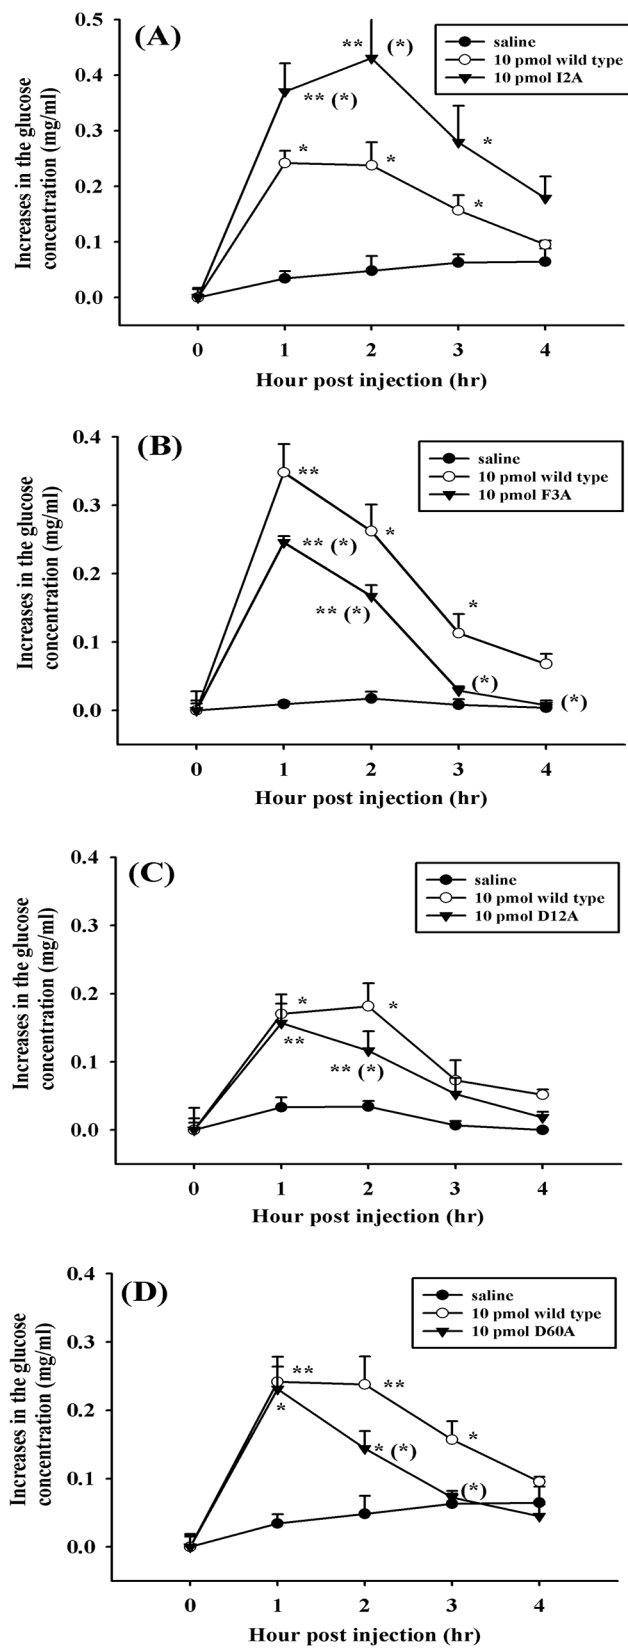 (A)
saline
10 pmol wild type
10 pmol I2A
Increases in the glucose
concentration (mg/ml)
0.5
0.4
0.3
0.2
0.1
0.0
** (*)
** (*)
*
*
*
*
0 1 2 3 4
Hour post injection (hr)
(B)
saline
10 pmol wild type
10 pmol F3A
Increases in the glucose
concentration (mg/ml)
0.4
0.3
0.2
0.1
0.0
**
** (*)
*
** (*)
*
(*)
(*)
0 1 2 3 4
Hour post injection (hr)
(C)
saline
10 pmol wild type
10 pmol D12A
Increases in the glucose
concentration (mg/ml)
0.4
0.3
0.2
0.1
0.0
*
*
**
** (*)
0 1 2 3 4
Hour post injection (hr)
(D)
saline
10 pmol wild type
10 pmol D60A
Increases in the glucose
concentration (mg/ml)
0.4
0.3
0.2
0.1
0.0
**
**
*
*
* (*)
(*)
0 1 2 3 4
Hour post injection (hr)